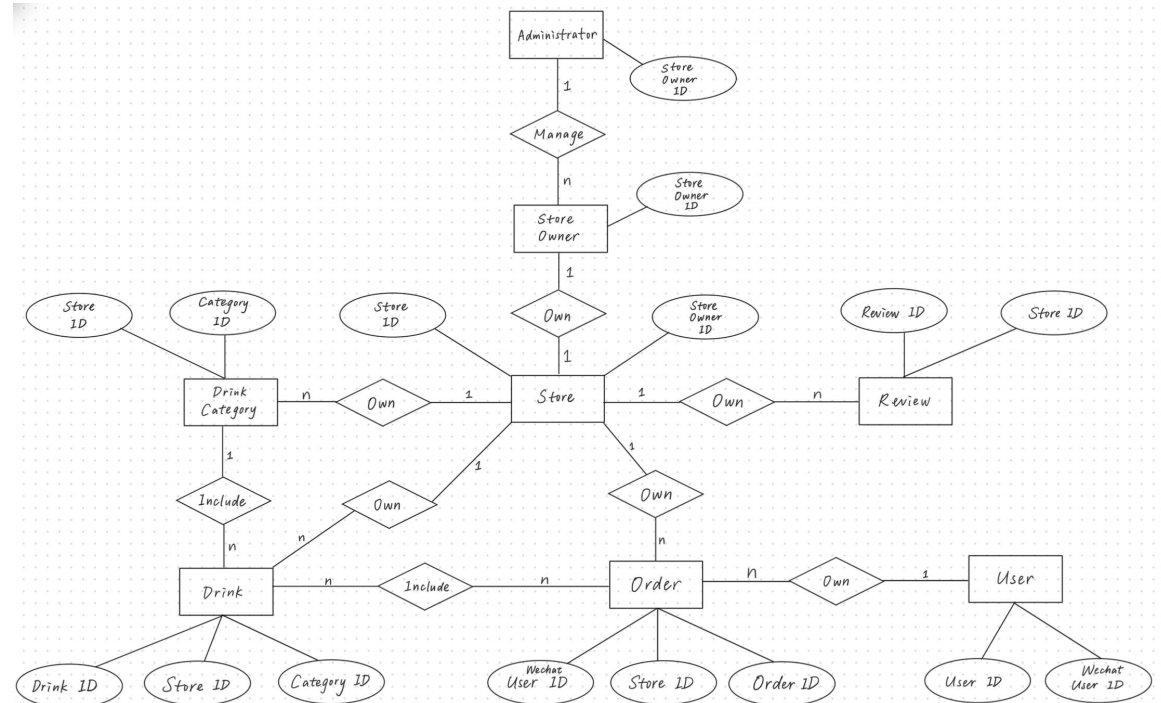 Administrator
Store
Owner
ID
1
Manage
n
Store
Owner
ID
Store
Owner
1
Own
1
Store
ID
Category
ID
Store
ID
Store
Owner
ID
Review ID
Store ID
Drink
Category
n
Own
1
Store
1
Own
n
Review
1
Include
n
1
Own
n
1
Own
n
Drink
n
Include
n
Order
n
Own
1
User
Drink ID
Store ID
Category ID
Wechat
User ID
Store ID
Order ID
User ID
Wechat
User ID